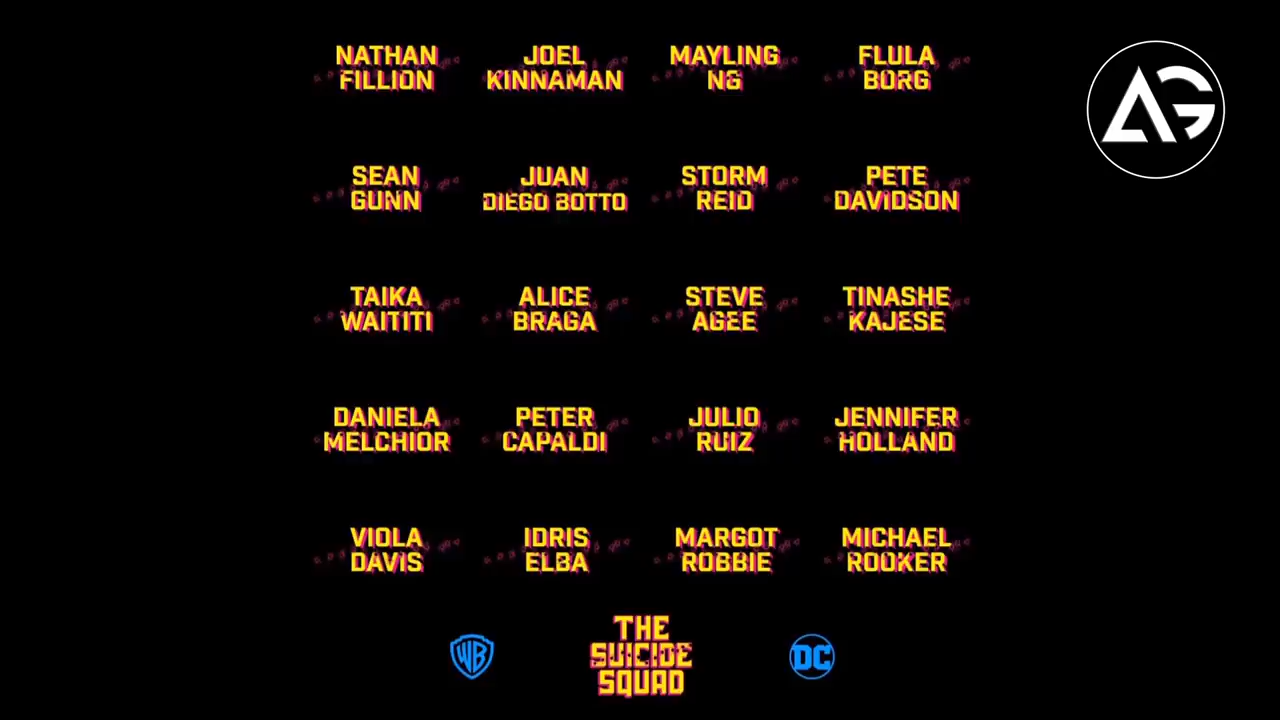 NATHAN FILLION
JOEL KINNAMAN
MAYLING NG
FLULA BORG
AG
SEAN GUNN
JUAN DIEGO BOTTO
STORM REID
PETE DAVIDSON
TAIKA WAITITI
ALICE BRAGA
STEVE AGEE
TINASHE KAJESE
DANIELA MELCHIOR
PETER CAPALDI
JULIO RUIZ
JENNIFER HOLLAND
VIOLA DAVIS
IDRIS ELBA
MARGOT ROBBIE
MICHAEL ROOKER
WB
THE
SUICIDE
SQUAD
DC